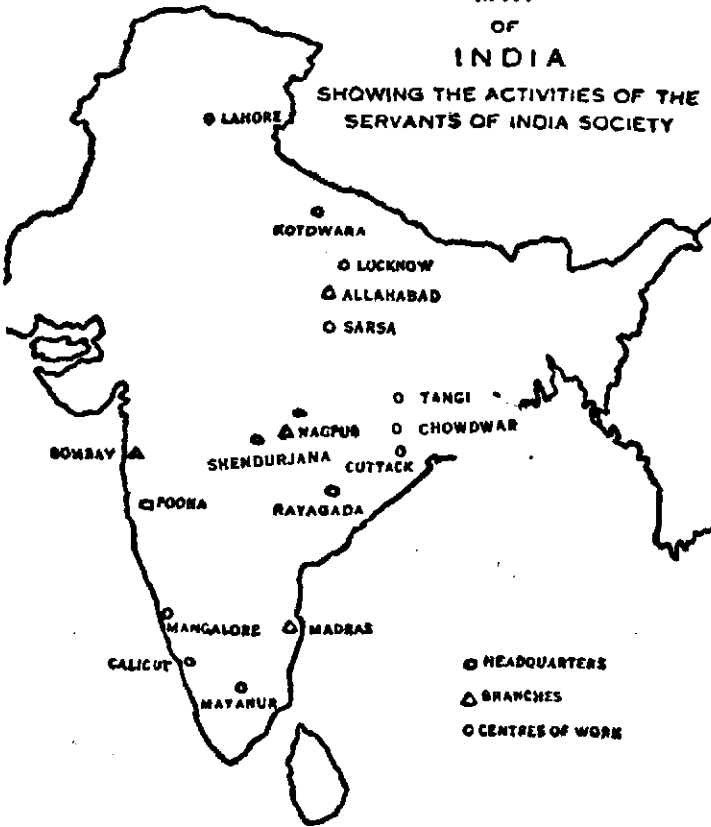 OF
INDIA
SHOWING THE ACTIVITIES OF THE
SERVANTS OF INDIA SOCIETY
LAHORE
KOTDWARA
LUCKNOW
ALLAHABAD
SARSA
TANGI
NAGPUR
CHOWDWAR
BOMBAY
SHENDURJANA
CUTTACK
POONA
RAYAGADA
MANGALORE
MADRAS
CALICUT
MAYANUR
HEADQUARTERS
BRANCHES
CENTRES OF WORK